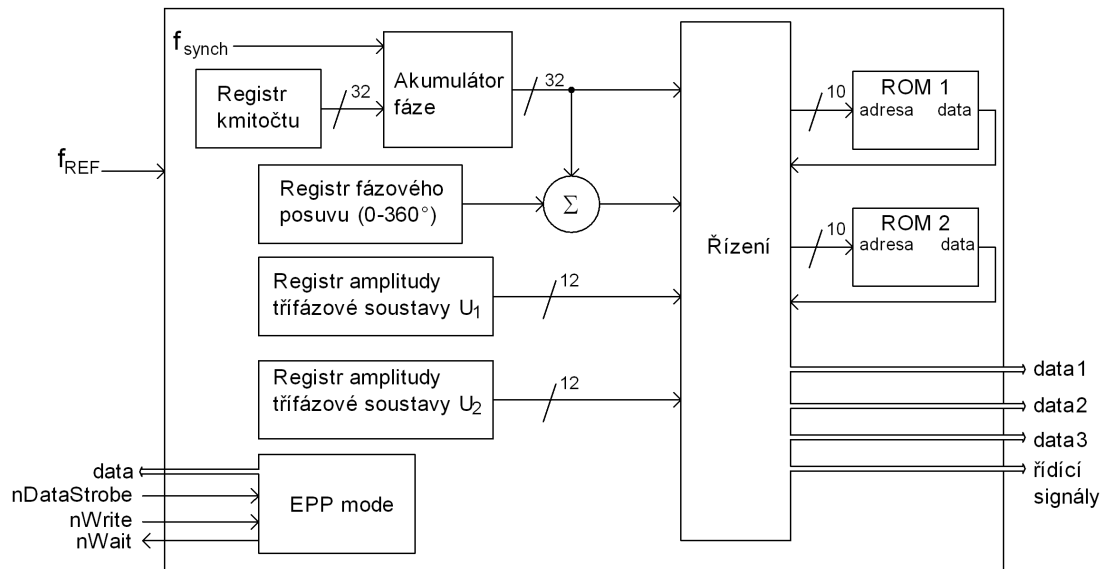 f synch
Registr
kmitočtu
32
Akumulátor
fáze
32
10
ROM 1
adresa data
f REF
Registr fázového
posuvu (0-360°)
Σ
Řízení
10
ROM 2
adresa data
Registr amplitudy
třífázové soustavy U1
12
Registr amplitudy
třífázové soustavy U2
12
data1
data2
data3
řídící
signály
data
nDataStrobe
nWrite
nWait
EPP mode